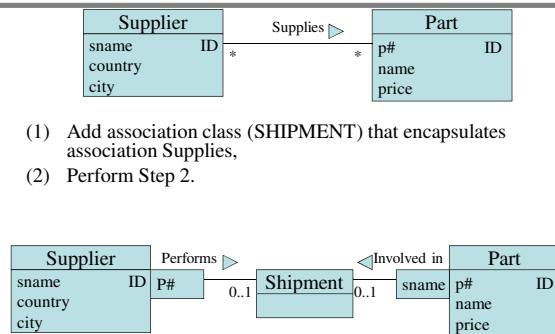 Supplier
Supplies
Part
sname ID
country
city
*
*
p# ID
name
price
(1) Add association class (SHIPMENT) that encapsulates
association Supplies,
(2) Perform Step 2.
Supplier
Performs
Involved in
Part
sname ID
country
city
P#
0..1
Shipment
0..1
sname
p# ID
name
price